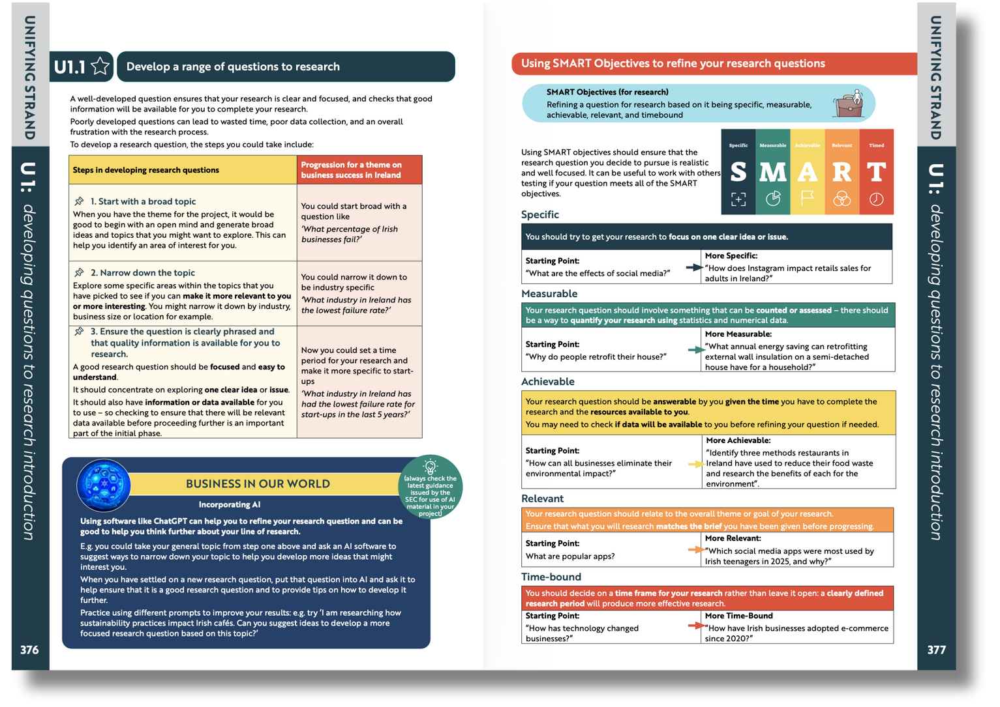 UNIFYING STRAND
U 1: developing questions to research introduction
376
U1.1
Develop a range of questions to research
A well-developed question ensures that your research is clear and focused, and checks that good
information will be available for you to complete your research.
Poorly developed questions can lead to wasted time, poor data collection, and an overall
frustration with the research process.
To develop a research question, the steps you could take include:
Steps in developing research questions
Progression for a theme on
business success in Ireland
1. Start with a broad topic
When you have the theme for the project, it would be
good to begin with an open mind and generate broad
ideas and topics that you might want to explore. This can
help you identify an area of interest for you.
You could start broad with a
question like
‘What percentage of Irish
businesses fail?’
2. Narrow down the topic
Explore some specific areas within the topics that you
have picked to see if you can make it more relevant to you
or more interesting. You might narrow it down by industry,
business size or location for example.
You could narrow it down to
be industry specific
‘What industry in Ireland has
the lowest failure rate?’
3. Ensure the question is clearly phrased and
that quality information is available for you to
research.
A good research question should be focused and easy to
understand.
It should concentrate on exploring one clear idea or issue.
It should also have information or data available for you
to use – so checking to ensure that there will be relevant
data available before proceeding further is an important
part of the initial phase.
Now you could set a time
period for your research and
make it more specific to start-
ups
‘What industry in Ireland has
had the lowest failure rate for
start-ups in the last 5 years?’
BUSINESS IN OUR WORLD
(always check the
latest guidance
issued by the
SEC for use of AI
material in your
project)
Incorporating AI
Using software like ChatGPT can help you to refine your research question and can be
good to help you think further about your line of research.
E.g. you could take your general topic from step one above and ask an AI software to
suggest ways to narrow down your topic to help you develop more ideas that might
interest you.
When you have settled on a new research question, put that question into AI and ask it to
help ensure that it is a good research question and to provide tips on how to develop it
further.
Practice using different prompts to improve your results: e.g. try ‘I am researching how
sustainability practices impact Irish cafés. Can you suggest ideas to develop a more
focused research question based on this topic?’
Using SMART Objectives to refine your research questions
SMART Objectives (for research)
Refining a question for research based on it being specific, measurable,
achievable, relevant, and timebound
Using SMART objectives should ensure that the
research question you decide to pursue is realistic
and well focused. It can be useful to work with others
testing if your question meets all of the SMART
objectives.
Specific Measurable Achievable Relevant Timed
S M A R T
Specific
You should try to get your research to focus on one clear idea or issue.
Starting Point:
“What are the effects of social media?”
More Specific:
“How does Instagram impact retails sales for
adults in Ireland?”
Measurable
Your research question should involve something that can be counted or assessed – there should
be a way to quantify your research using statistics and numerical data.
Starting Point:
“Why do people retrofit their house?”
More Measurable:
“What annual energy saving can retrofitting
external wall insulation on a semi-detached
house have for a household?”
Achievable
Your research question should be answerable by you given the time you have to complete the
research and the resources available to you.
You may need to check if data will be available to you before refining your question if needed.
Starting Point:
“How can all businesses eliminate their
environmental impact?”
More Achievable:
“Identify three methods restaurants in
Ireland have used to reduce their food waste
and research the benefits of each for the
environment”.
Relevant
Your research question should relate to the overall theme or goal of your research.
Ensure that what you will research matches the brief you have been given before progressing.
Starting Point:
What are popular apps?
More Relevant:
“Which social media apps were most used by
Irish teenagers in 2025, and why?”
Time-bound
You should decide on a time frame for your research rather than leave it open: a clearly defined
research period will produce more effective research.
Starting Point:
“How has technology changed
businesses?”
More Time-Bound
“How have Irish businesses adopted e-commerce
since 2020?”
UNIFYING STRAND
U 1: developing questions to research introduction
377